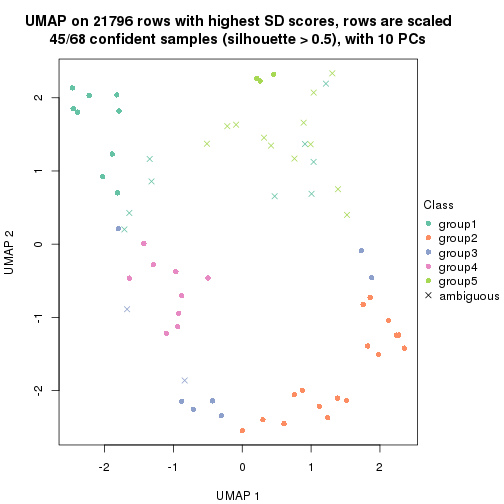 UMAP on 21796 rows with highest SD scores, rows are scaled
45/68 confident samples (silhouette > 0.5), with 10 PCs
2
1
0
-1
-2
UMAP 2
-2
-1
0
1
2
UMAP 1
Class
group1
group2
group3
group4
group5
ambiguous